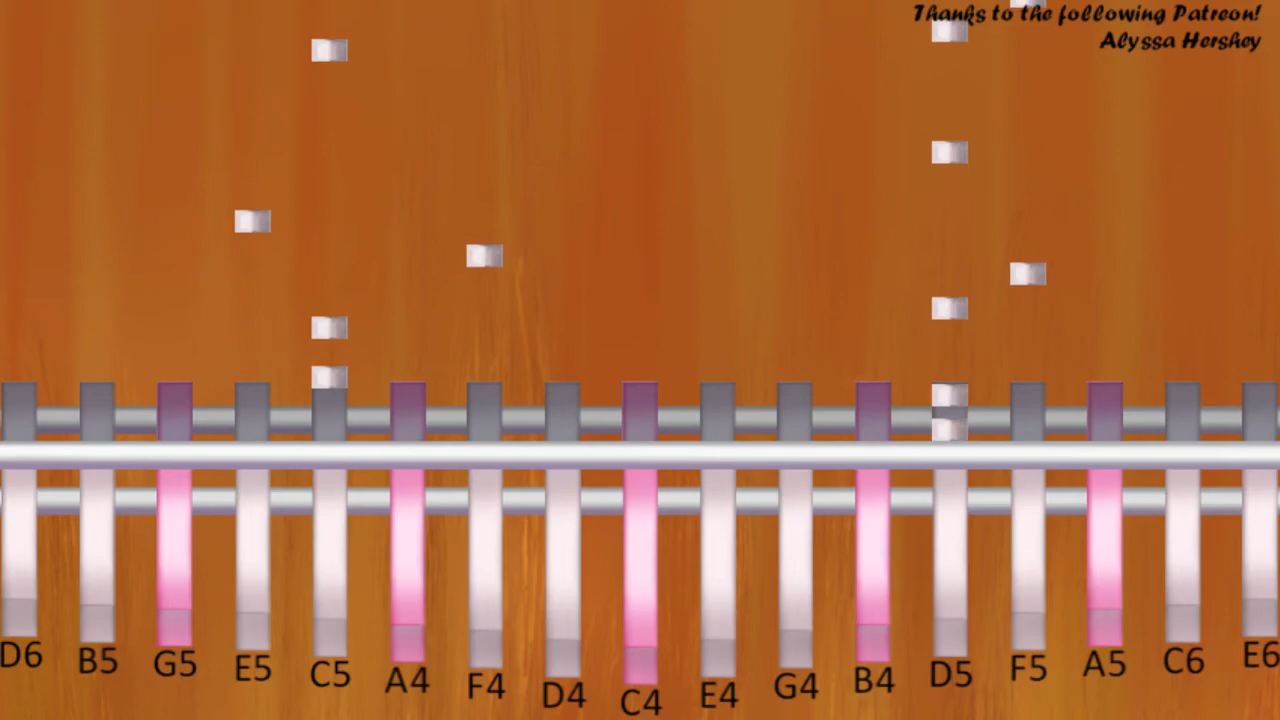 Thanks to the following Patreon!
Alyssa Hershey
D6 B5 G5 E5 C5 A4 F4 D4 C4 E4 G4 B4 D5 F5 A5 C6 E6